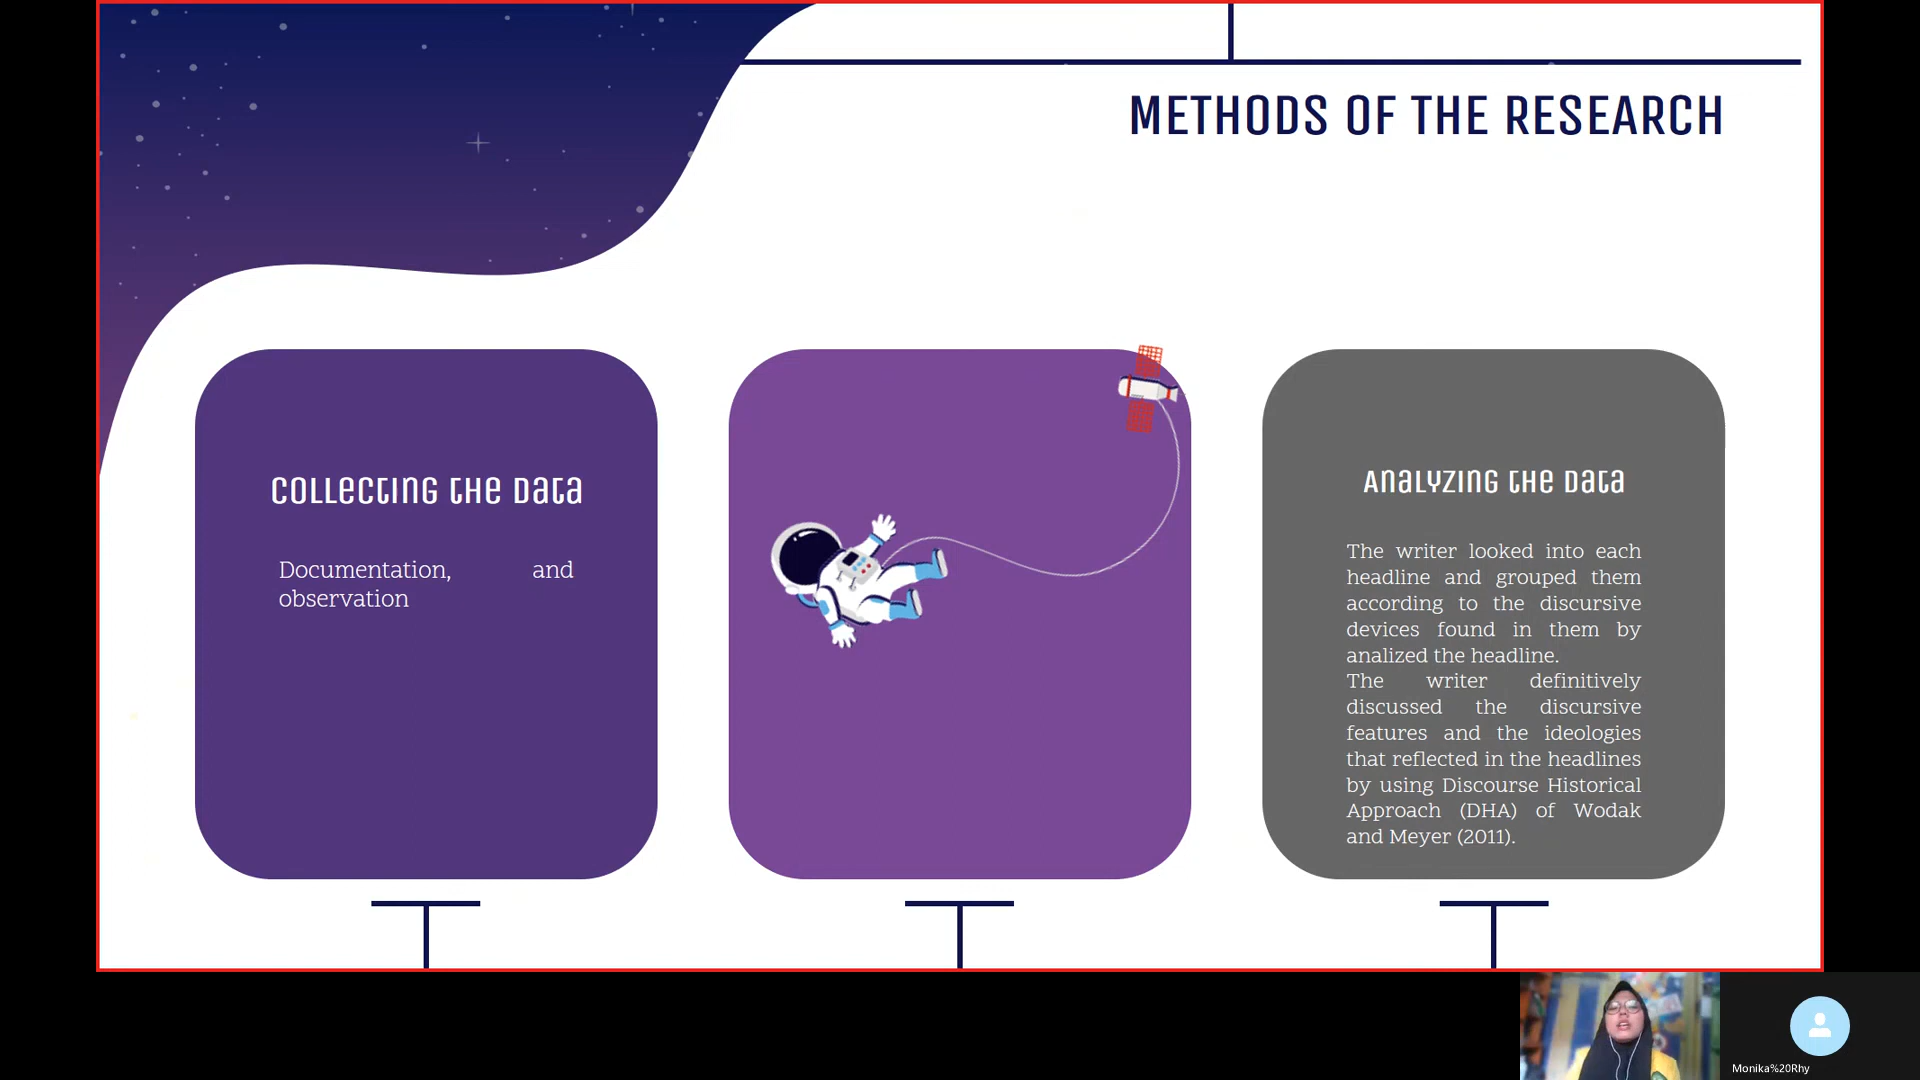 METHODS OF THE RESEARCH
Collecting the Data
Documentation, and
observation
Analyzing the Data
The writer looked into each
headline and grouped them
according to the discursive
devices found in them by
analized the headline.
The writer definitively
discussed the discursive
features and the ideologies
that reflected in the headlines
by using Discourse Historical
Approach (DHA) of Wodak
and Meyer (2011).
Monika%20Rhy